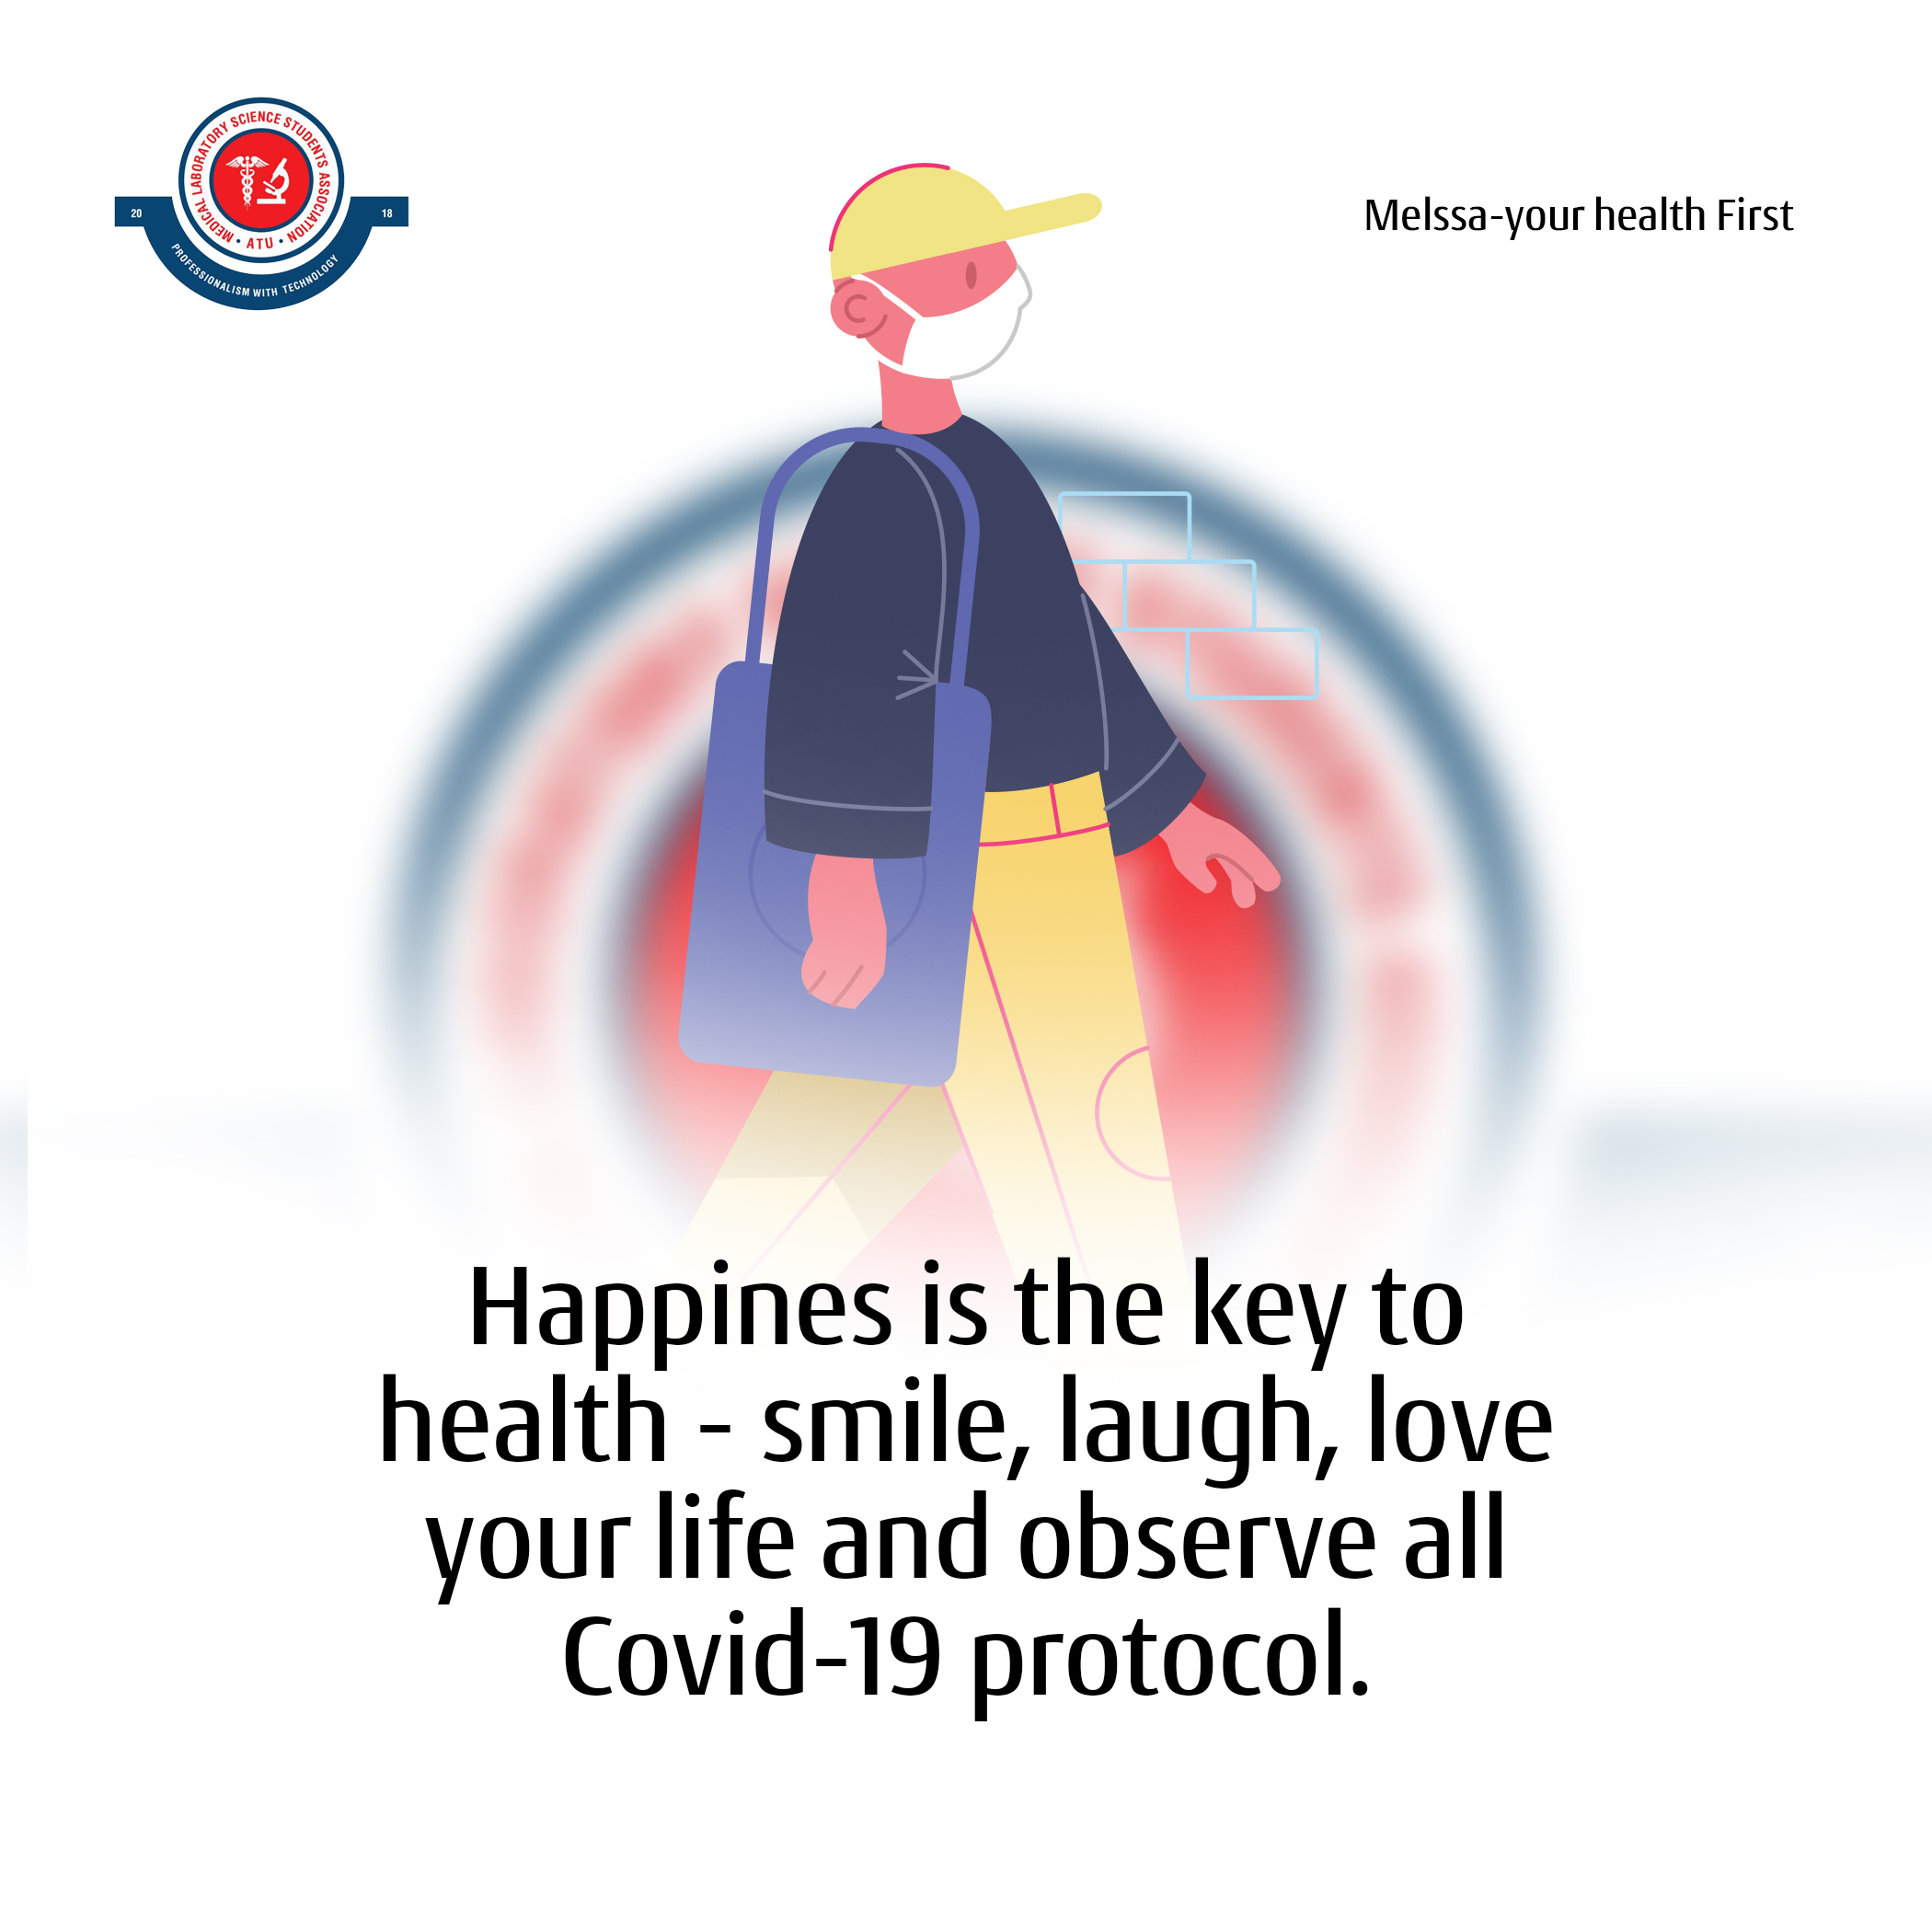 MEDICAL LABORATORY SCIENCE STUDENTS ASSOCIATION
• ATU •
20 18
PROFESSIONALISM WITH TECHNOLOGY
Melssa-your health First
Happines is the key to
health - smile, laugh, love
your life and observe all
Covid-19 protocol.